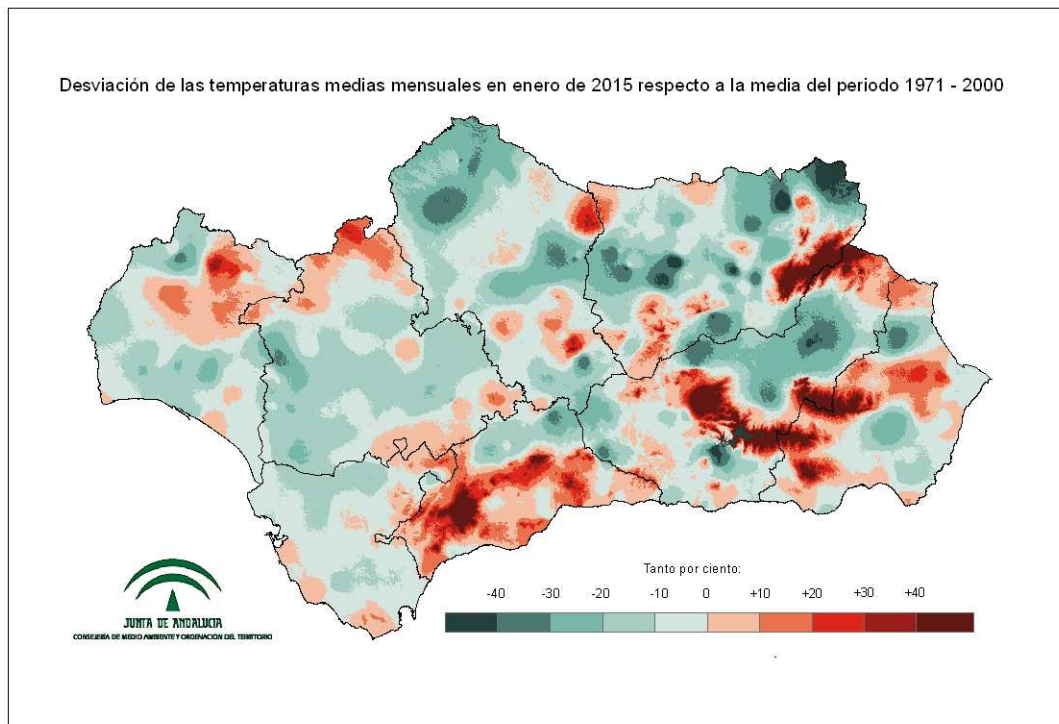 Desviación de las temperaturas medias mensuales en enero de 2015 respecto a la media del periodo 1971 - 2000
Tanto por ciento:
-40 -30 -20 -10 0 +10 +20 +30 +40
JUNTA DE ANDALUCIA
CONSEJERÍA DE MEDIO AMBIENTE Y ORDENACIÓN DEL TERRITORIO